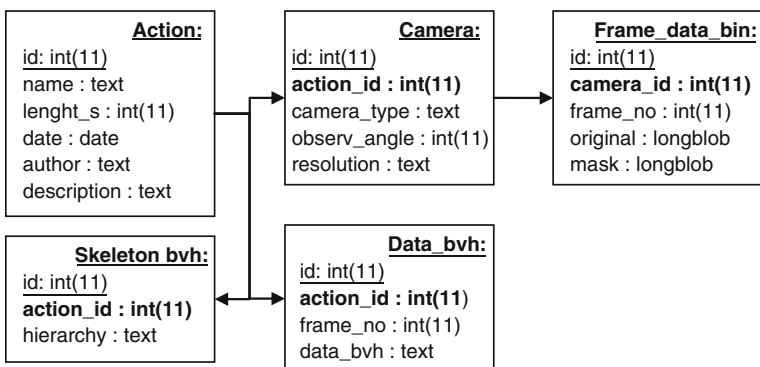 Action:
id: int(11)
name : text
lenght_s : int(11)
date : date
author : text
description : text
Camera:
id: int(11)
action_id : int(11)
camera_type : text
observ_angle : int(11)
resolution : text
Frame_data_bin:
id: int(11)
camera_id : int(11)
frame_no : int(11)
original : longblob
mask : longblob
Skeleton bvh:
id: int(11)
action_id : int(11)
hierarchy : text
Data_bvh:
id: int(11)
action_id : int(11)
frame_no : int(11)
data_bvh : text